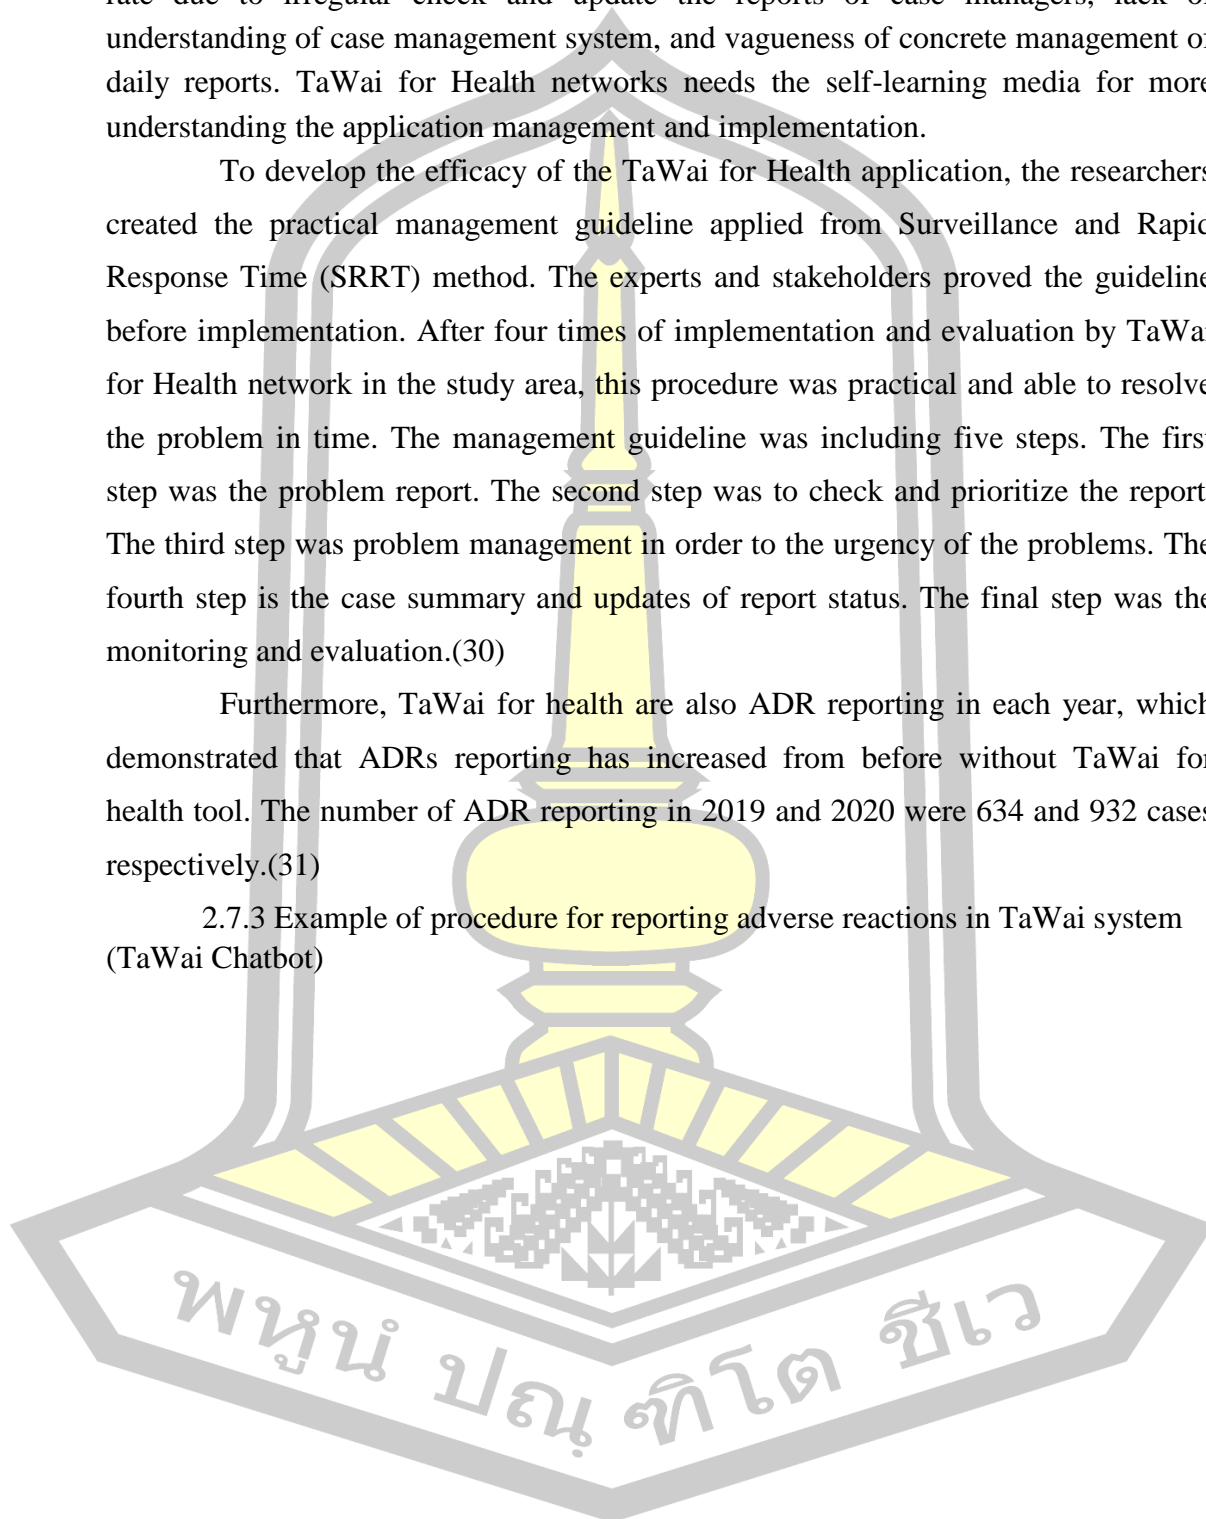 rate due to irregular check and update the reports of case managers, lack of
understanding of case management system, and vagueness of concrete management of
daily reports. TaWai for Health networks needs the self-learning media for more
understanding the application management and implementation.
To develop the efficacy of the TaWai for Health application, the researchers
created the practical management guideline applied from Surveillance and Rapid
Response Time (SRRT) method. The experts and stakeholders proved the guideline
before implementation. After four times of implementation and evaluation by TaWai
for Health network in the study area, this procedure was practical and able to resolve
the problem in time. The management guideline was including five steps. The first
step was the problem report. The second step was to check and prioritize the report.
The third step was problem management in order to the urgency of the problems. The
fourth step is the case summary and updates of report status. The final step was the
monitoring and evaluation.(30)
Furthermore, TaWai for health are also ADR reporting in each year, which
demonstrated that ADRs reporting has increased from before without TaWai for
health tool. The number of ADR reporting in 2019 and 2020 were 634 and 932 cases
respectively.(31)
2.7.3 Example of procedure for reporting adverse reactions in TaWai system
(TaWai Chatbot)
พหูนํ ปณฺ ฑิโต ชีเว